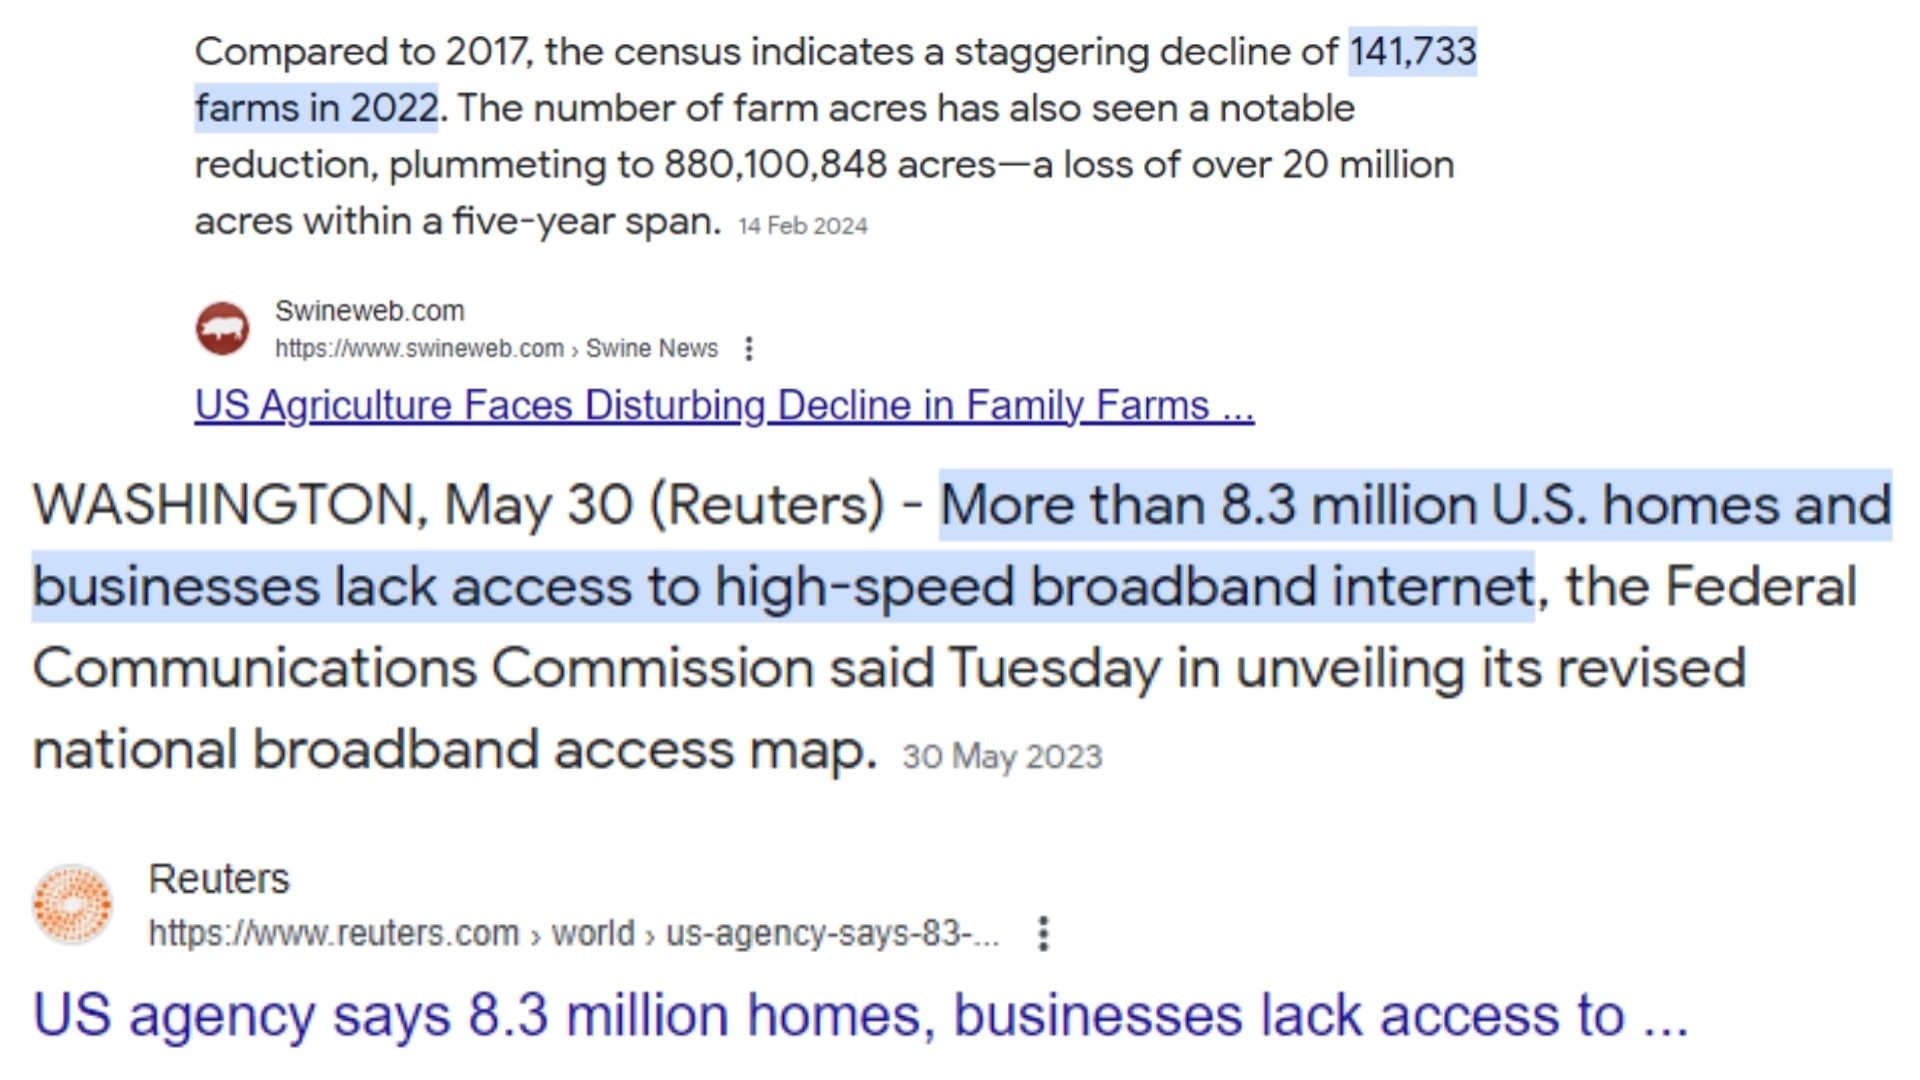 Compared to 2017, the census indicates a staggering decline of 141,733
farms in 2022. The number of farm acres has also seen a notable
reduction, plummeting to 880,100,848 acres—a loss of over 20 million
acres within a five-year span. 14 Feb 2024
Swineweb.com
https://www.swineweb.com › Swine News
US Agriculture Faces Disturbing Decline in Family Farms ...
WASHINGTON, May 30 (Reuters) - More than 8.3 million U.S. homes and
businesses lack access to high-speed broadband internet, the Federal
Communications Commission said Tuesday in unveiling its revised
national broadband access map. 30 May 2023
Reuters
https://www.reuters.com › world › us-agency-says-83-...
US agency says 8.3 million homes, businesses lack access to ...